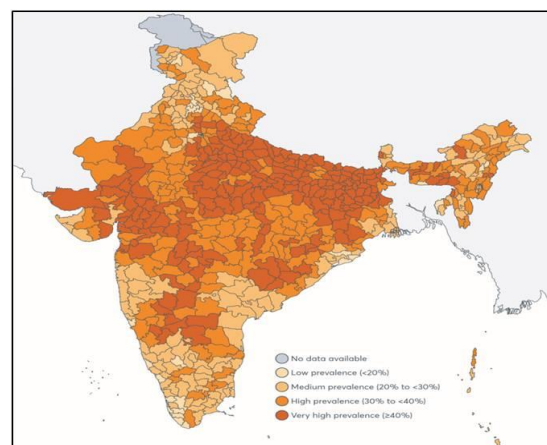 No data available
Low prevalence (<20%)
Medium prevalence (20% to <30%)
High prevalence (30% to <40%)
Very high prevalence (≥40%)